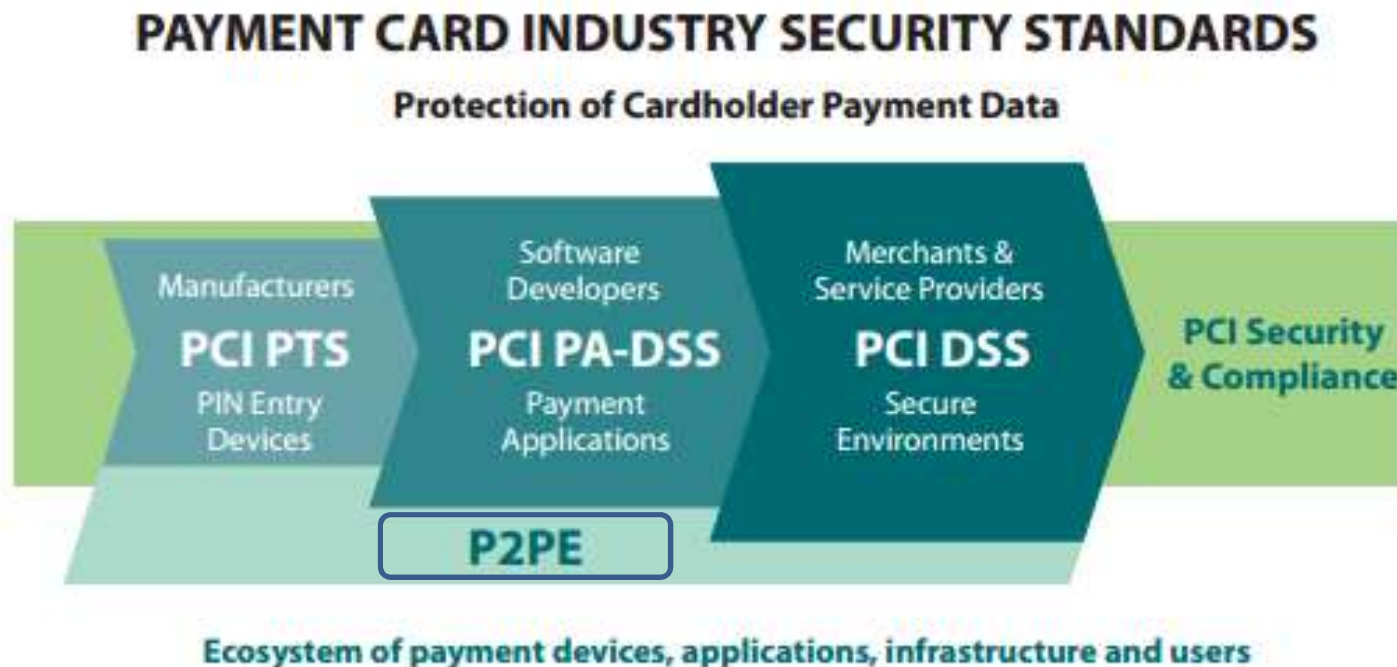 PAYMENT CARD INDUSTRY SECURITY STANDARDS
Protection of Cardholder Payment Data
Manufacturers
PCI PTS
PIN Entry
Devices
Software
Developers
PCI PA-DSS
Payment
Applications
Merchants &
Service Providers
PCI DSS
Secure
Environments
PCI Security
& Compliance
P2PE
Ecosystem of payment devices, applications, infrastructure and users